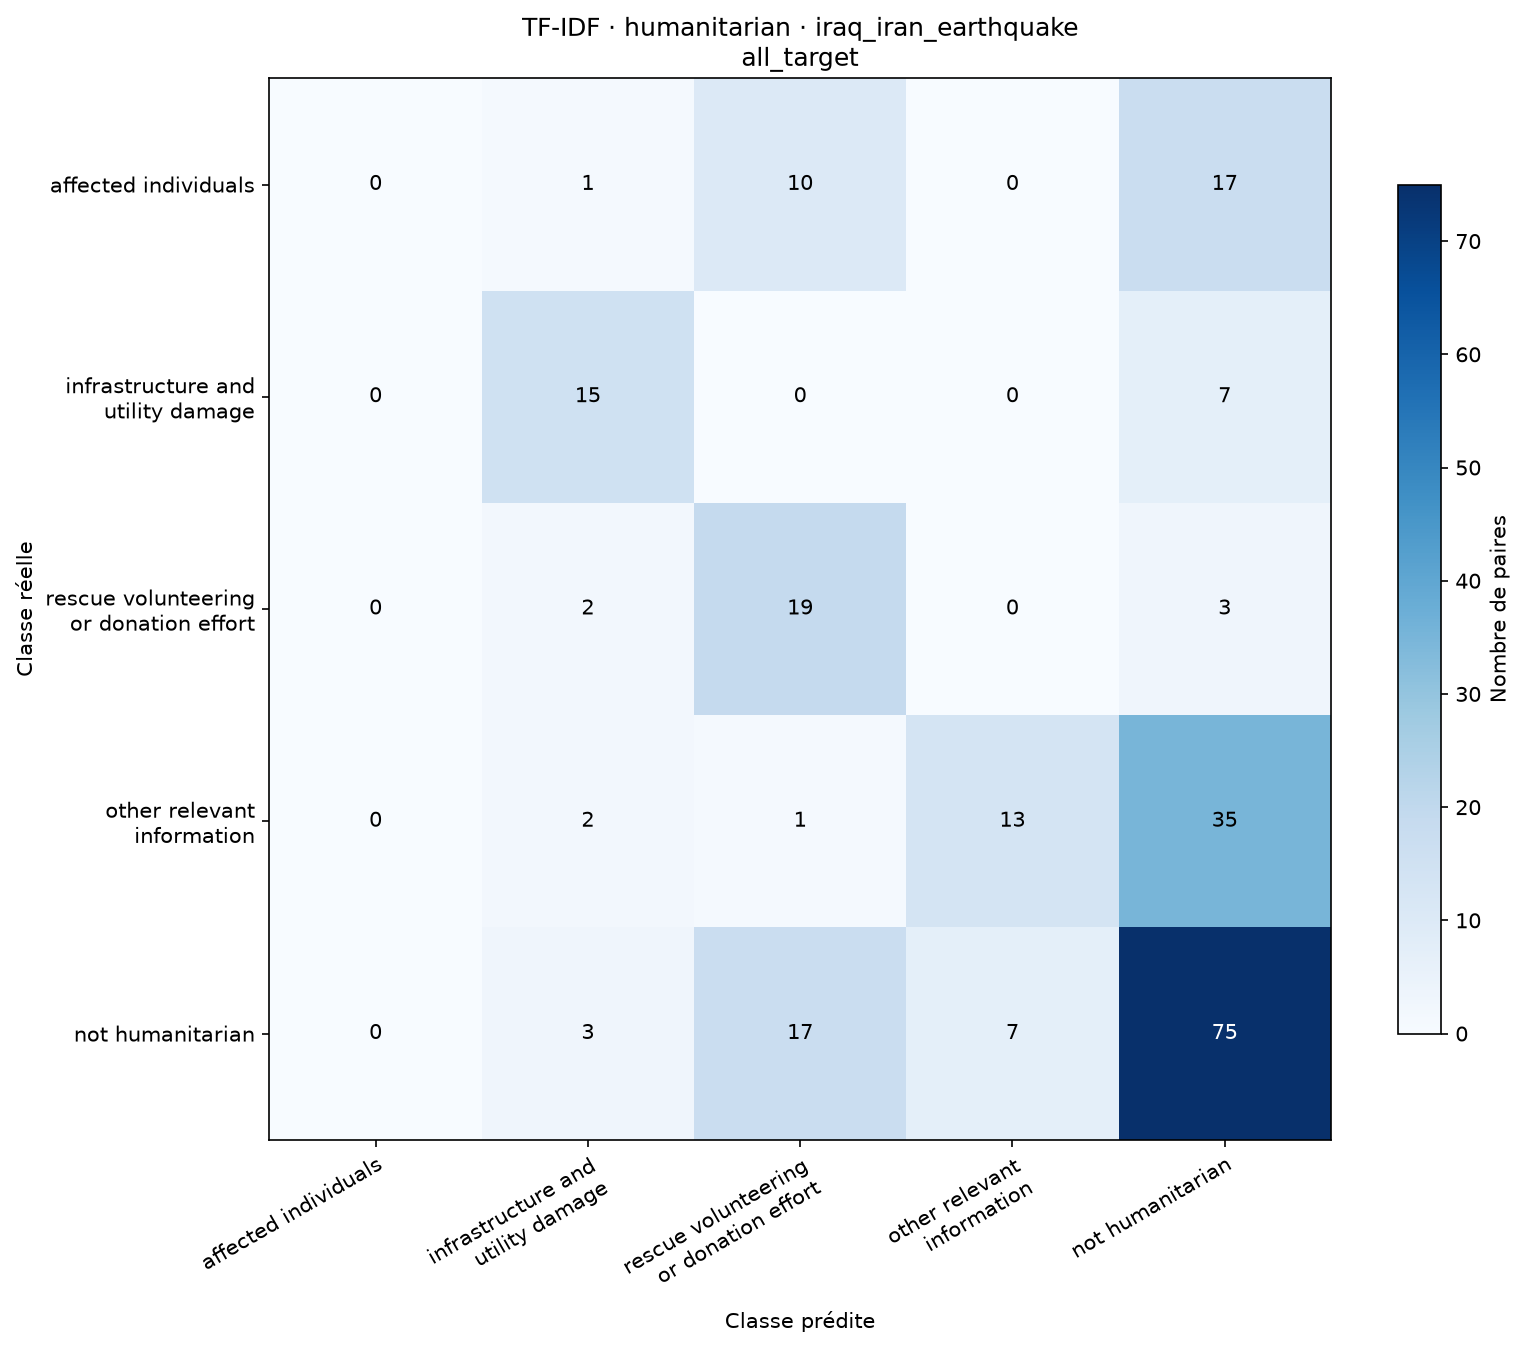 TF-IDF · humanitarian · iraq_iran_earthquake
all_target
Classe réelle
affected individuals
0 1 10 0 17
infrastructure and
utility damage
0 15 0 0 7
rescue volunteering
or donation effort
0 2 19 0 3
other relevant
information
0 2 1 13 35
not humanitarian
0 3 17 7 75
affected individuals
infrastructure and
utility damage
rescue volunteering
or donation effort
other relevant
information
not humanitarian
Classe prédite
70
60
50
40
30
20
10
0
Nombre de paires